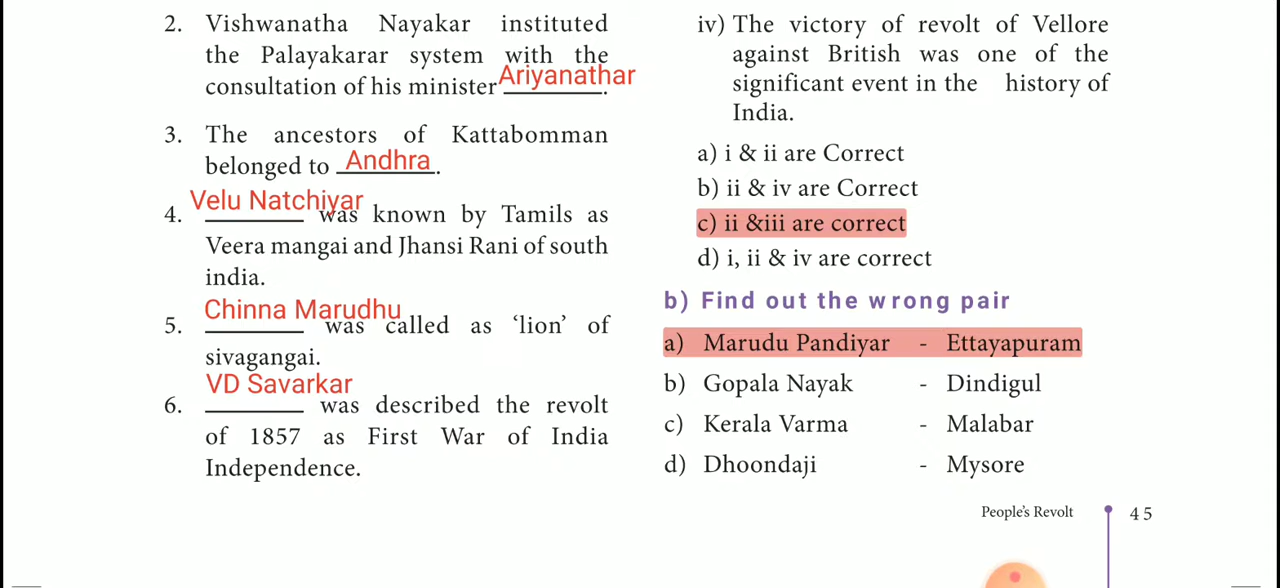 2. Vishwanatha Nayakar instituted
the Palayakarar system with the
consultation of his minister Ariyanathar.
3. The ancestors of Kattabomman
belonged to Andhra.
Velu Natchiyar
4. ________ was known by Tamils as
Veera mangai and Jhansi Rani of south
india.
Chinna Marudhu
5. ________ was called as ‘lion’ of
sivagangai.
VD Savarkar
6. ________ was described the revolt
of 1857 as First War of India
Independence.
iv) The victory of revolt of Vellore
against British was one of the
significant event in the history of
India.
a) i & ii are Correct
b) ii & iv are Correct
c) ii &iii are correct
d) i, ii & iv are correct
b) Find out the wrong pair
a) Marudu Pandiyar - Ettayapuram
b) Gopala Nayak - Dindigul
c) Kerala Varma - Malabar
d) Dhoondaji - Mysore
People’s Revolt 45